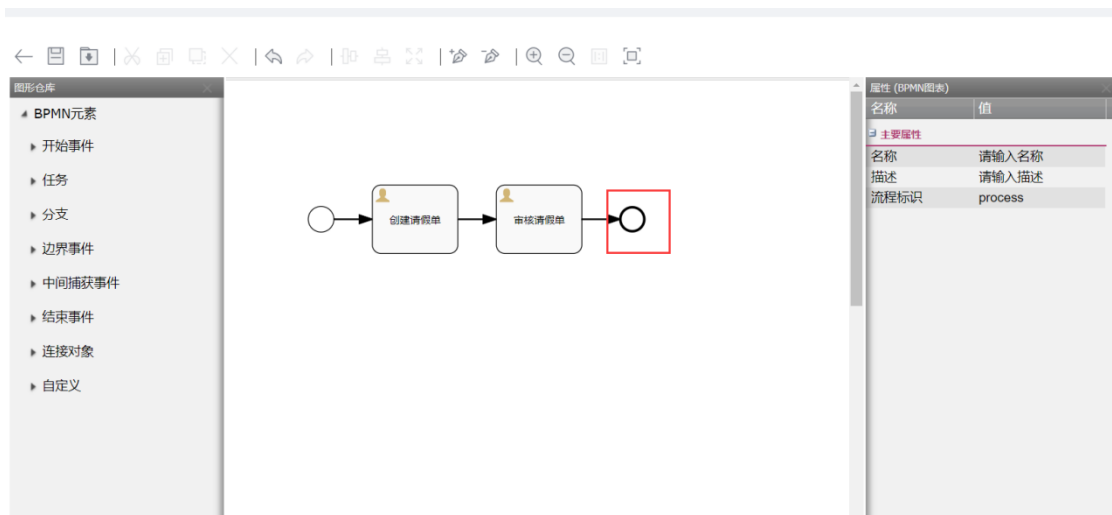 图形仓库
BPMN元素
开始事件
任务
分支
边界事件
中间捕获事件
结束事件
连接对象
自定义
创建请假单
审核请假单
属性 (BPMN图表)
名称 值
主要属性
名称 请输入名称
描述 请输入描述
流程标识 process